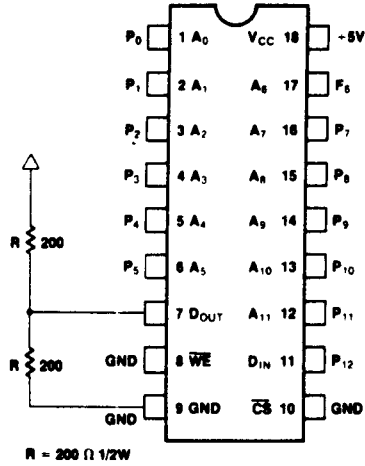 P0 1 A0 VCC 18 +5V
P1 2 A1 A6 17 F6
P2 3 A2 A7 16 P7
P3 4 A3 A8 15 P8
P4 5 A4 A9 14 P9
R 200
P5 6 A5 A10 13 P10
7 DOUT A11 12 P11
R 200 GND 8 WE DIN 11 P12
GND 9 GND CS 10 GND
R = 200 Ω 1/2W